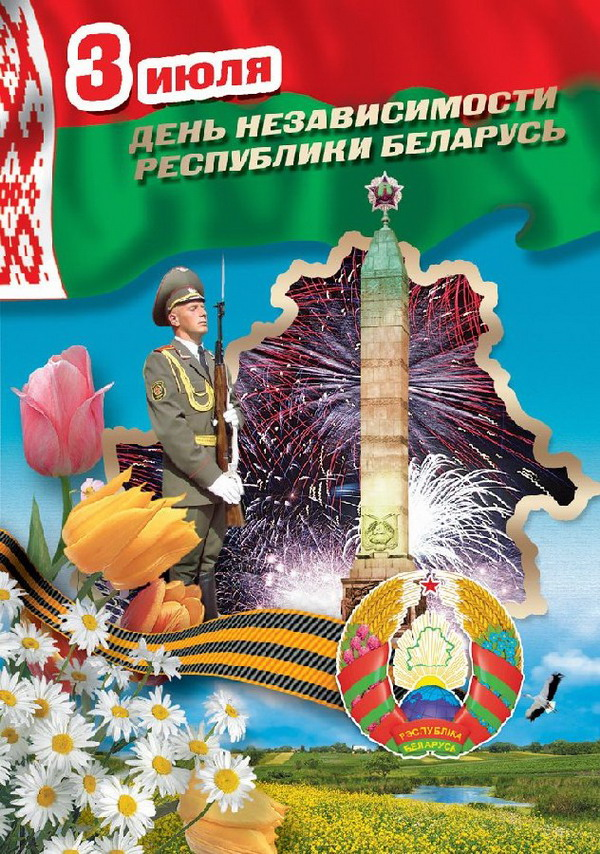 3 ИЮЛЯ
ДЕНЬ НЕЗАВИСИМОСТИ
РЕСПУБЛИКИ БЕЛАРУСЬ
РЭСПУБЛІКА
БЕЛАРУСЬ